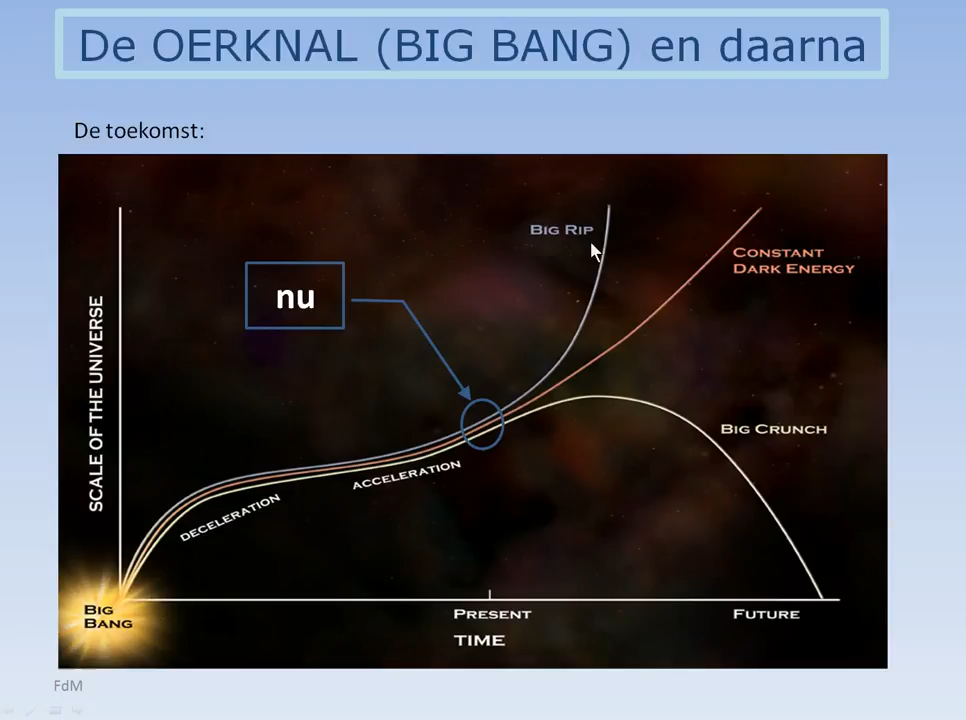 De OERKNAL (BIG BANG) en daarna
De toekomst:
BIG RIP
CONSTANT
DARK ENERGY
nu
SCALE OF THE UNIVERSE
BIG CRUNCH
ACCELERATION
DECELERATION
BIG
BANG
PRESENT
FUTURE
TIME
FdM